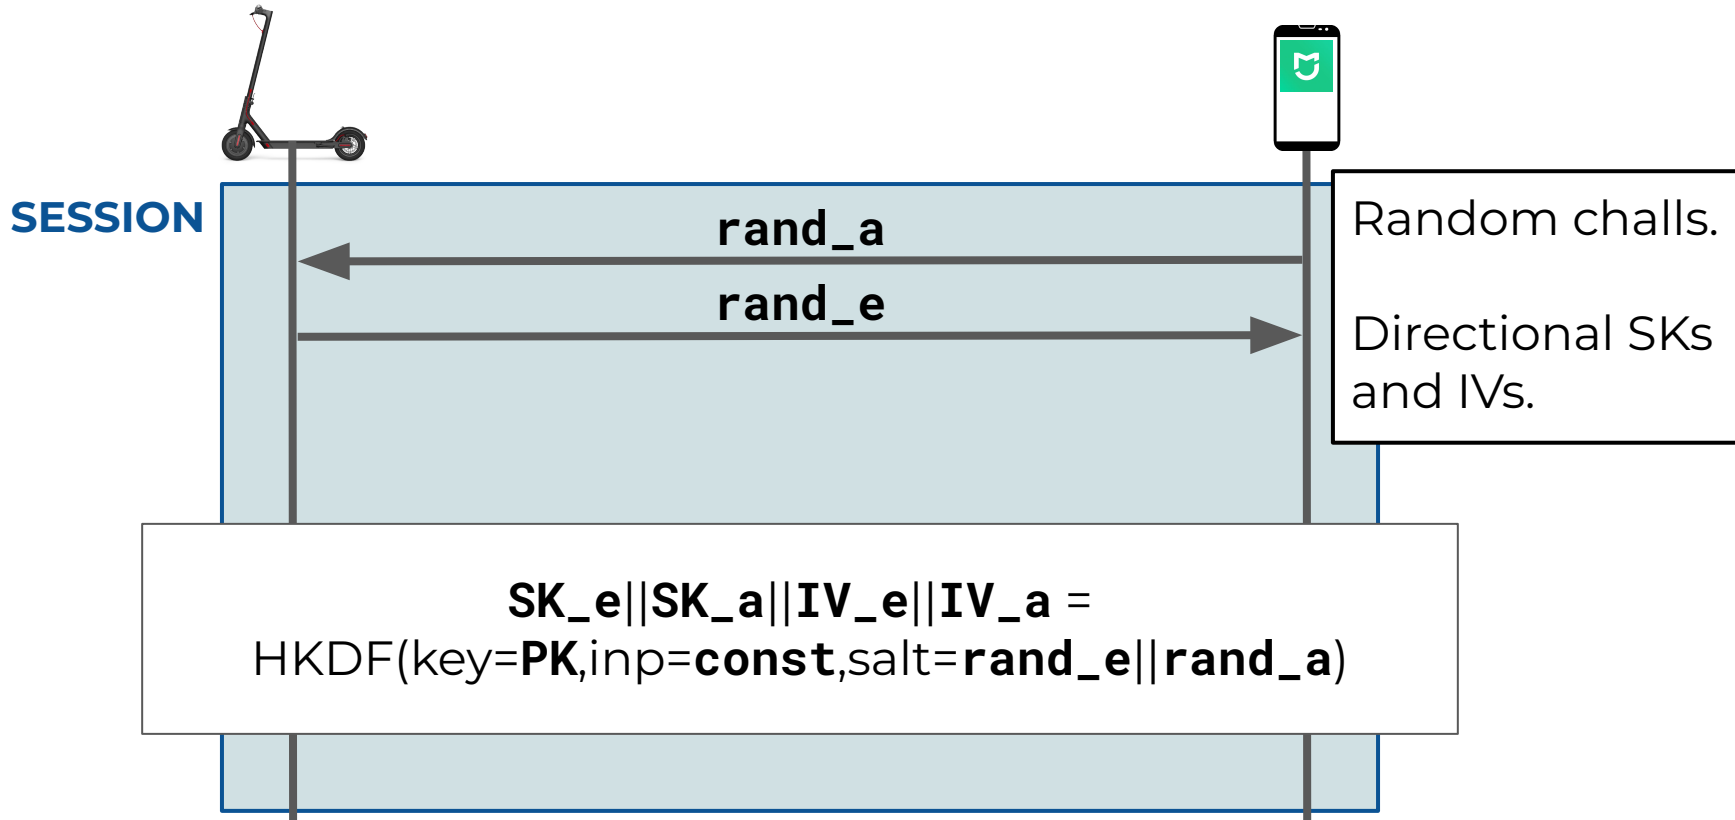 SESSION
rand_a
rand_e
Random challs.
Directional SKs
and IVs.
SK_e||SK_a||IV_e||IV_a =
HKDF(key=PK,inp=const,salt=rand_e||rand_a)